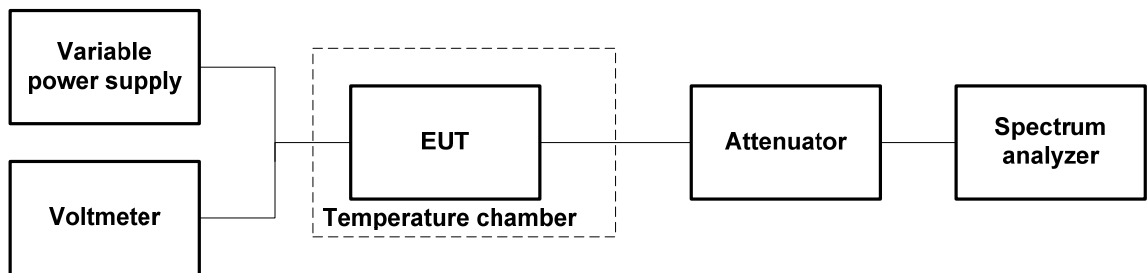 Variable
power supply
Voltmeter
EUT
Temperature chamber
Attenuator
Spectrum
analyzer